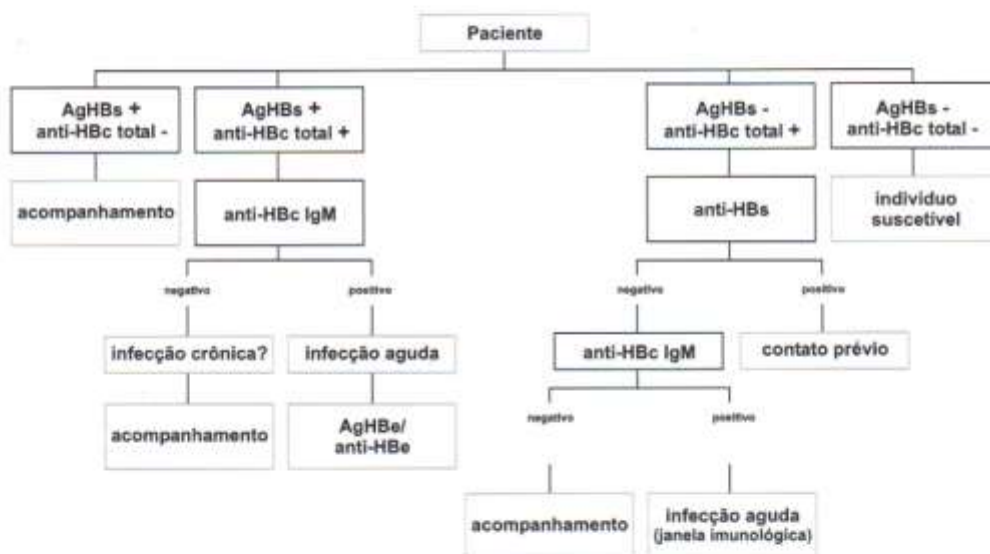 Paciente
AgHBs +
anti-HBc total -
AgHBs +
anti-HBc total +
AgHBs -
anti-HBc total +
AgHBs -
anti-HBc total -
acompanhamento
anti-HBc IgM
anti-HBs
individuo
suscetível
negativo
positivo
negativo
positivo
infecção crônica?
infecção aguda
anti-HBc IgM
contato prévio
negativo
positivo
acompanhamento
AgHBe/
anti-HBe
acompanhamento
infecção aguda
(janela imunológica)